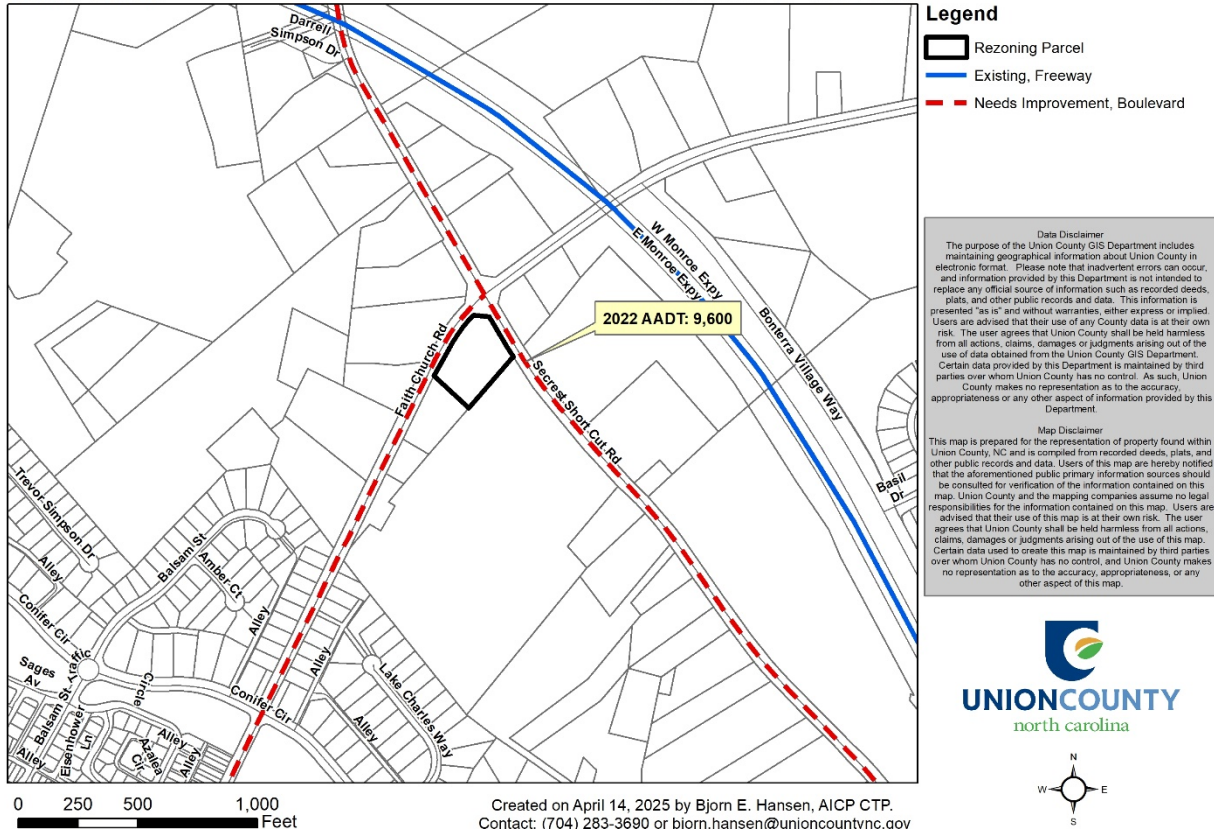 Darrell
Simpson Dr
W Monroe Expy
E Monroe Expy
Bonterra Village Way
2022 AADT: 9,600
Faith Church Rd
Secrest Short Cut Rd
Basil
Dr
Trevor Simpson Dr
Balsam St
Amber Ct
Alley
Conifer Cir
Alley
Alley
Sages
Av
Balsam St
Traffic
Circle
Conifer Cir
Lake Charles Way
Alley
Eisenhower
Ln
Azalea
Cir
Alley
Alley
Alley
0 250 500 1,000
Feet
Created on April 14, 2025 by Bjorn E. Hansen, AICP CTP.
Contact: (704) 283-3690 or bjorn.hansen@unioncountync.gov
Legend
Rezoning Parcel
Existing, Freeway
Needs Improvement, Boulevard
Data Disclaimer
The purpose of the Union County GIS Department includes
maintaining geographical information about Union County in
electronic format. Please note that inadvertent errors can occur,
and information provided by this Department is not intended to
replace any official source of information such as recorded deeds,
plats, and other public records and data. This information is
presented "as is" and without warranties, either express or implied.
Users are advised that their use of any County data is at their own
risk. The user agrees that Union County shall be held harmless
from all actions, claims, damages or judgments arising out of the
use of data obtained from the Union County GIS Department.
Certain data provided by this Department is maintained by third
parties over whom Union County has no control. As such, Union
County makes no representation as to the accuracy,
appropriateness or any other aspect of information provided by this
Department.
Map Disclaimer
This map is prepared for the representation of property found within
Union County, NC and is compiled from recorded deeds, plats, and
other public records and data. Users of this map are hereby notified
that the aforementioned public primary information sources should
be consulted for verification of the information contained on this
map. Union County and the mapping companies assume no legal
responsibilities for the information contained on this map. Users are
advised that their use of this map is at their own risk. The user
agrees that Union County shall be held harmless from all actions,
claims, damages or judgments arising out of the use of this map.
Certain data used to create this map is maintained by third parties
over whom Union County has no control, and Union County makes
no representation as to the accuracy, appropriateness, or any
other aspect of this map.
UNIONCOUNTY
north carolina
N
W E
S